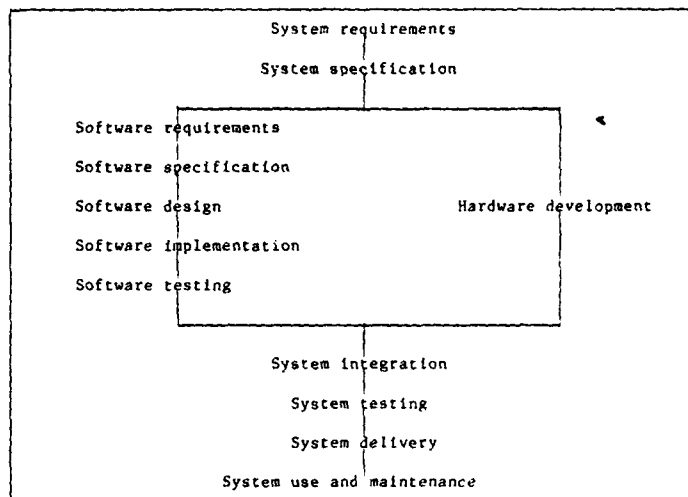 System requirements
System specification
Software requirements
Software specification
Software design
Hardware development
Software implementation
Software testing
System integration
System testing
System delivery
System use and maintenance